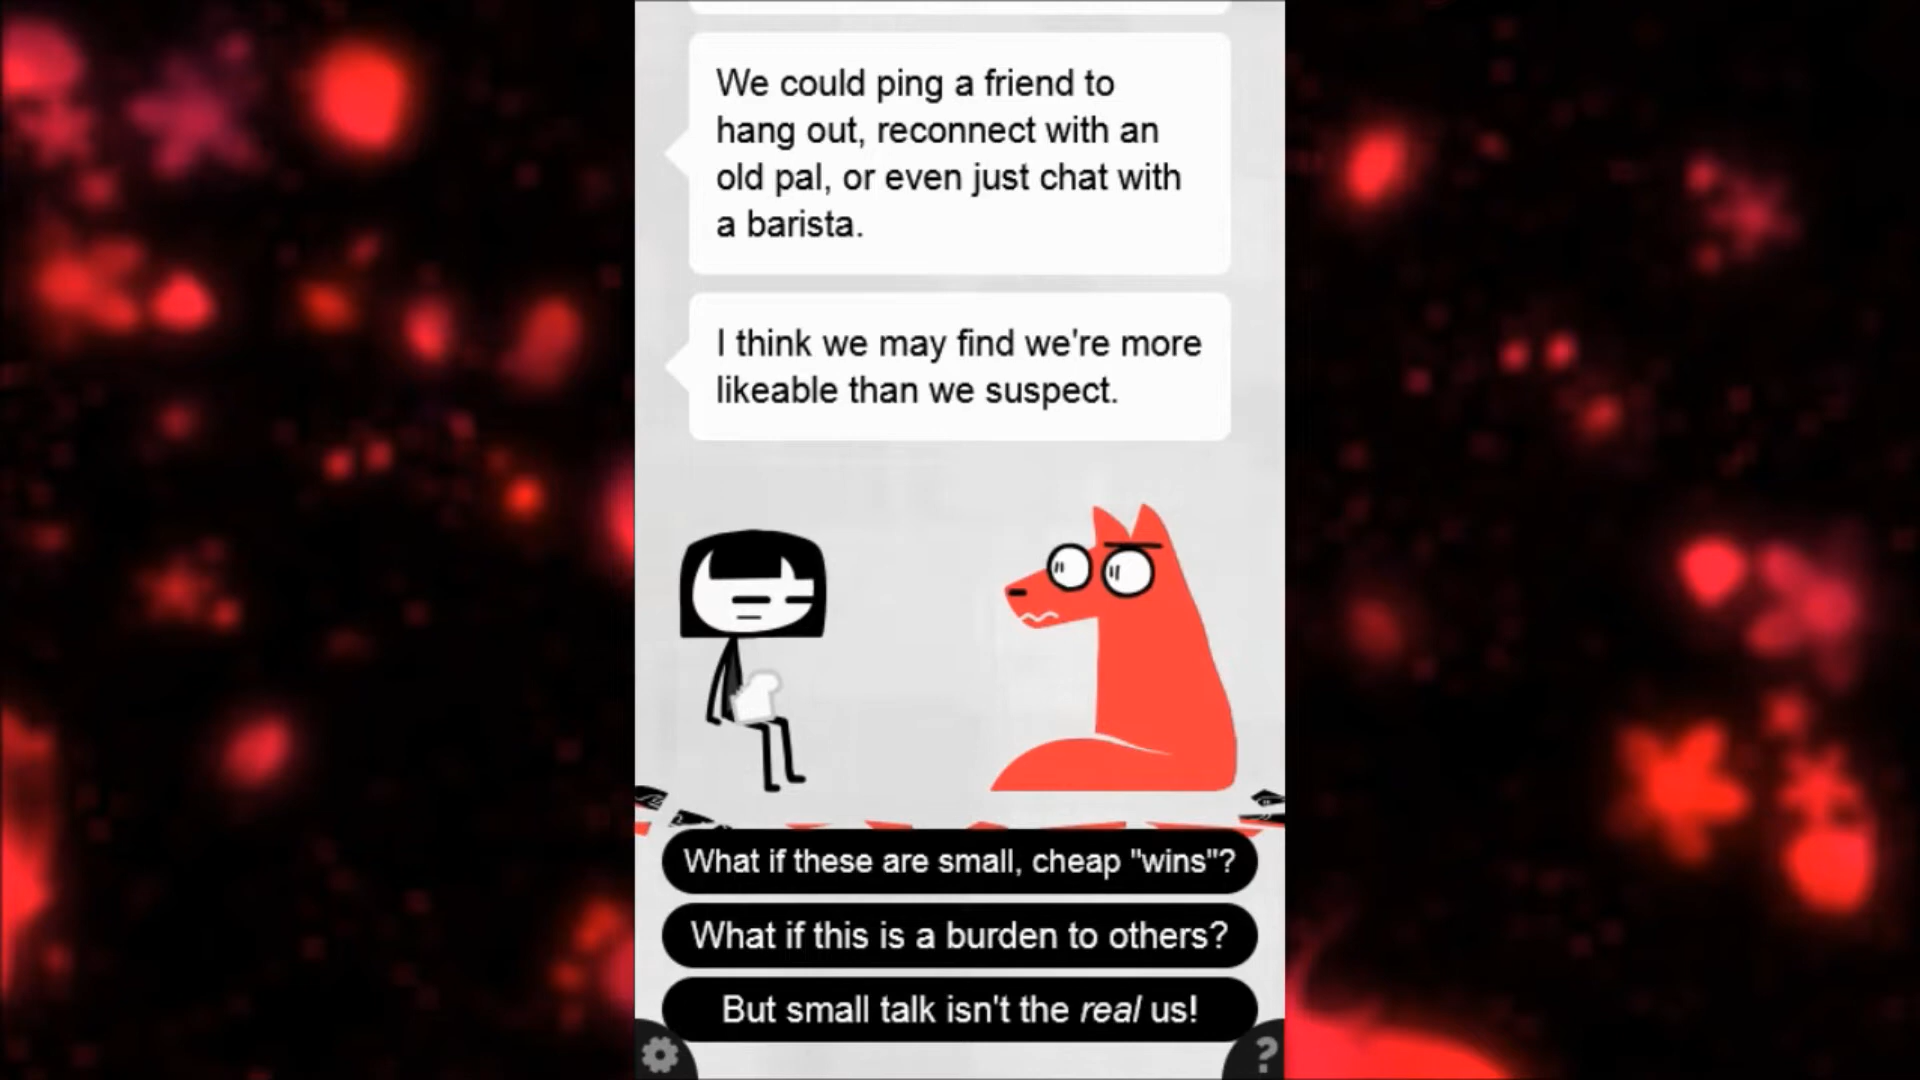 We could ping a friend to
hang out, reconnect with an
old pal, or even just chat with
a barista.
I think we may find we're more
likeable than we suspect.
What if these are small, cheap "wins"?
What if this is a burden to others?
But small talk isn't the real us!
?